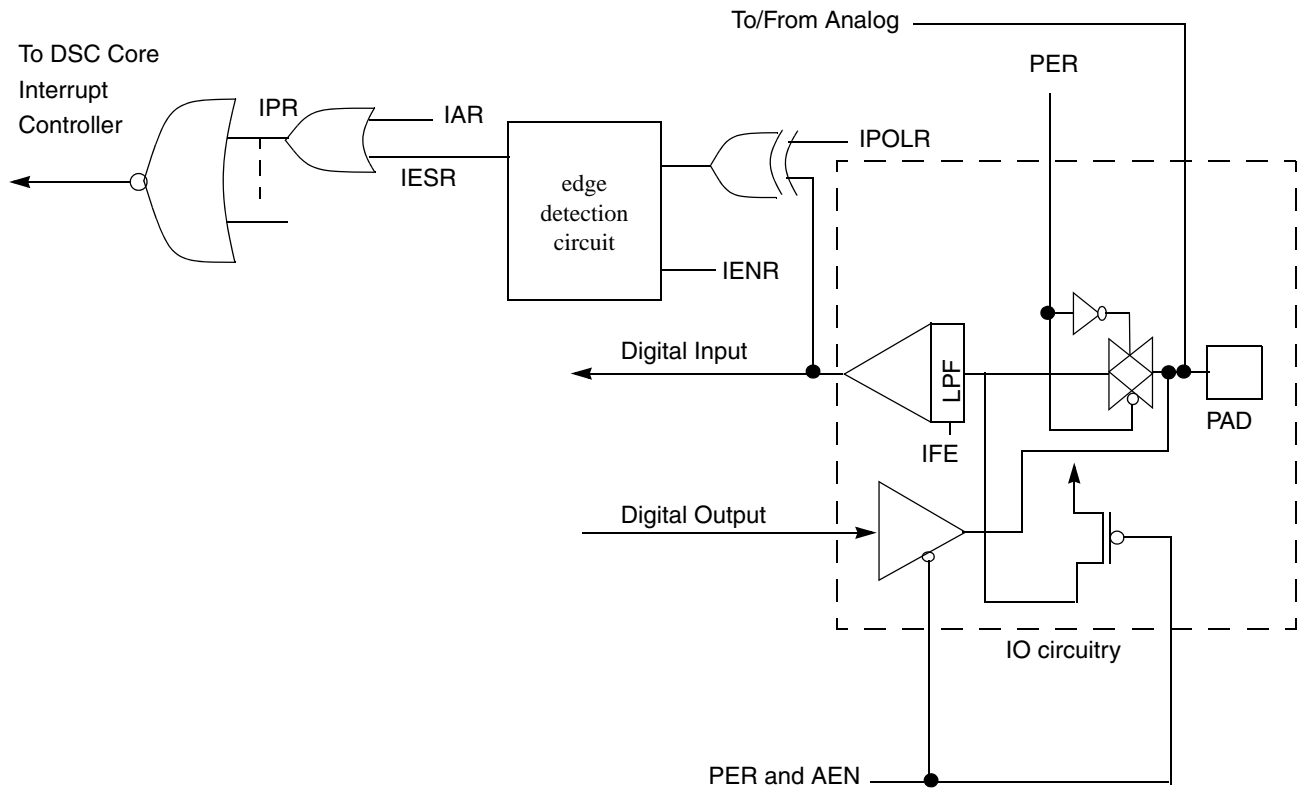 To/From Analog
To DSC Core
Interrupt
Controller
PER
IPR
IAR
IPOLR
IESR
edge
detection
circuit
IENR
Digital Input
LPF
PAD
IFE
Digital Output
IO circuitry
PER and AEN